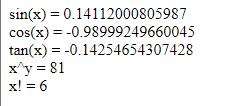 sin(x) = 0.14112000805987
cos(x) = -0.98999249660045
tan(x) = -0.14254654307428
x^y = 81
x! = 6